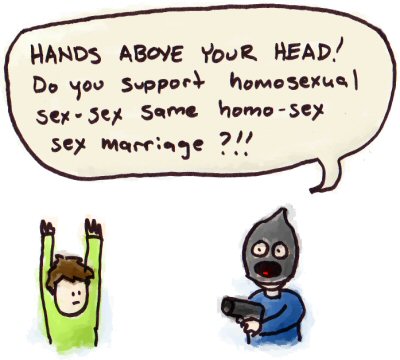 HANDS ABOVE YOUR HEAD!
Do you support homosexual
sex-sex same homo-sex
sex marriage ?!!